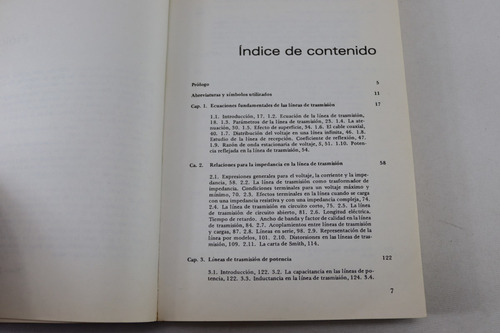 Índice de contenido
Prólogo 5
Abreviaturas y símbolos utilizados 11
Cap. 1. Ecuaciones fundamentales de las líneas de trasmisión 17
1.1. Introducción, 17. 1.2. Ecuación de la línea de trasmisión,
18. 1.3. Parámetros de la línea de trasmisión, 25. 1.4. La ate-
nuación, 30. 1.5. Efecto de superficie, 34. 1.6. El cable coaxial,
40. 1.7. Distribución del voltaje en una línea infinita, 46. 1.8.
Estudio de la línea de recepción. Coeficiente de reflexión, 47.
1.9. Razón de onda estacionaria de voltaje, S, 51. 1.10. Poten-
cia reflejada en la línea de trasmisión, 54.
Ca. 2. Relaciones para la impedancia en la línea de trasmisión 58
2.1. Expresiones generales para el voltaje, la corriente y la impe-
dancia, 58. 2.2. La línea de trasmisión como trasformador de
impedancia. Condiciones terminales para un voltaje máximo y
mínimo, 70. 2.3. Efectos terminales en la línea cuando se carga
con una impedancia resistiva y con una impedancia compleja, 74.
2.4. La línea de trasmisión en circuito corto, 75. 2.5. La línea
de trasmisión de circuito abierto, 81. 2.6. Longitud eléctrica.
Tiempo de retardo. Ancho de banda y factor de calidad en la línea
de trasmisión, 84. 2.7. Acoplamientos entre líneas de trasmisión
y cargas, 87. 2.8. Líneas en serie, 98. 2.9. Representación de la
línea por modelos, 101. 2.10. Distorsiones en las líneas de tras-
misión, 109. 2.11. La carta de Smith, 114.
Cap. 3. Líneas de trasmisión de potencia 122
3.1. Introducción, 122. 3.2. La capacitancia en las líneas de po-
tencia, 122. 3.3. Inductancia en la línea de trasmisión, 124. 3.4.
7